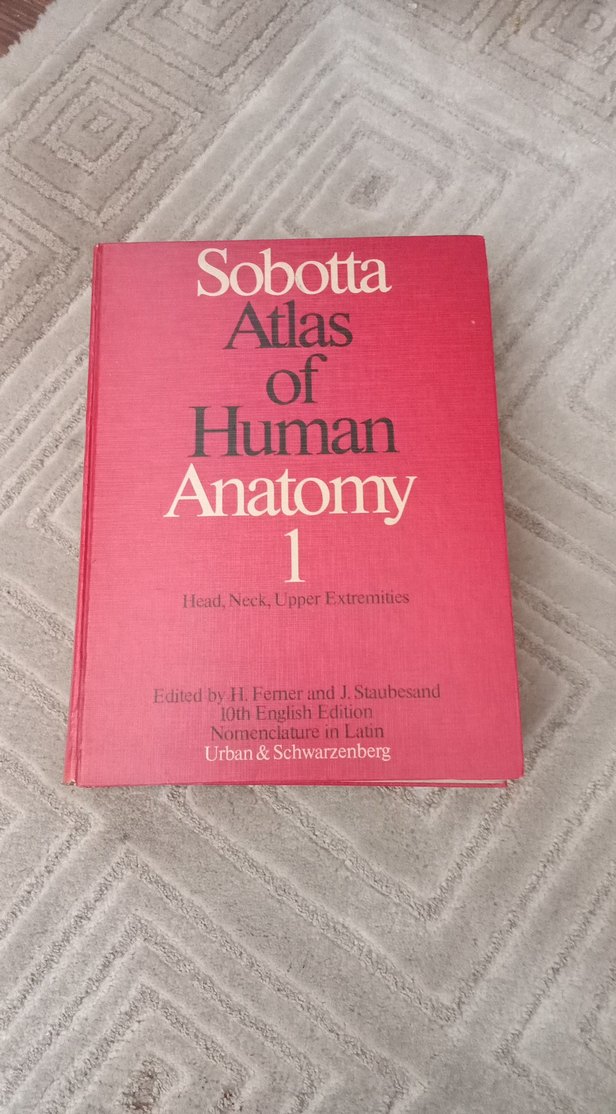 Sobotta
Atlas
of
Human
Anatomy
1
Head, Neck, Upper Extremities
Edited by H. Ferner and J. Staubesand
10th English Edition
Nomenclature in Latin
Urban & Schwarzenberg